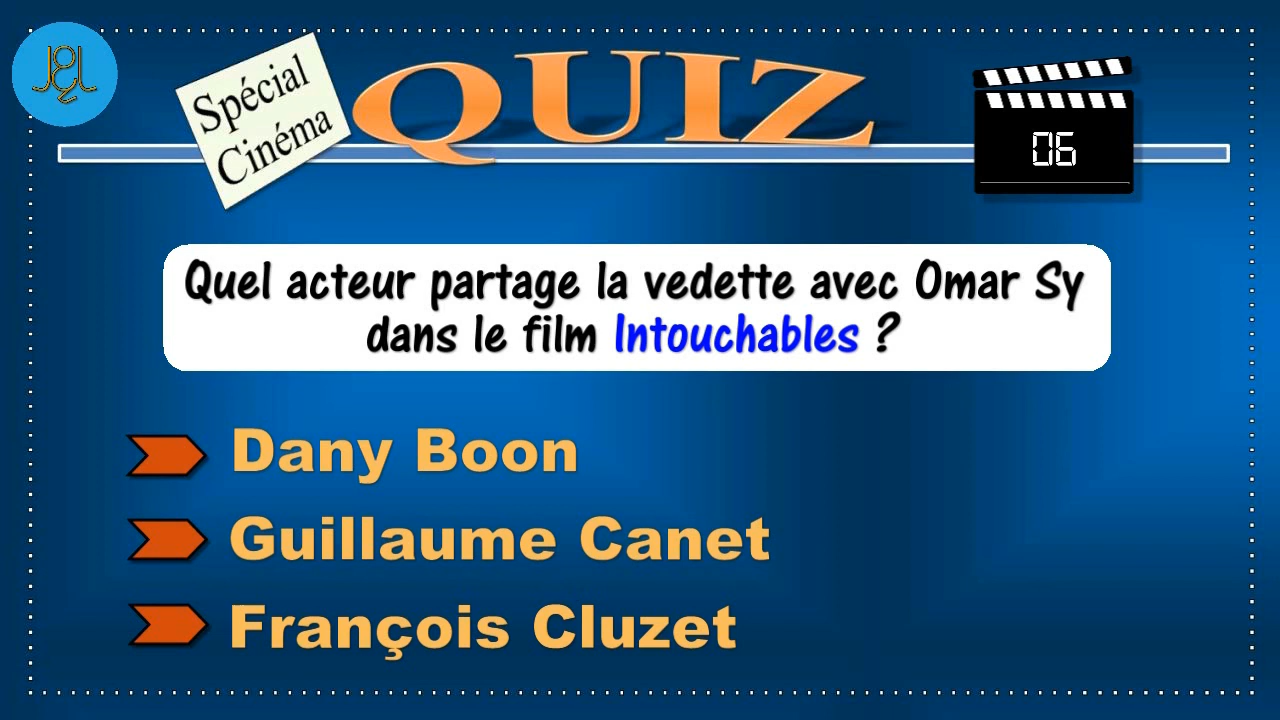 Spécial
Cinéma
QUIZ
06
Quel acteur partage la vedette avec Omar Sy
dans le film Intouchables ?
Dany Boon
Guillaume Canet
François Cluzet